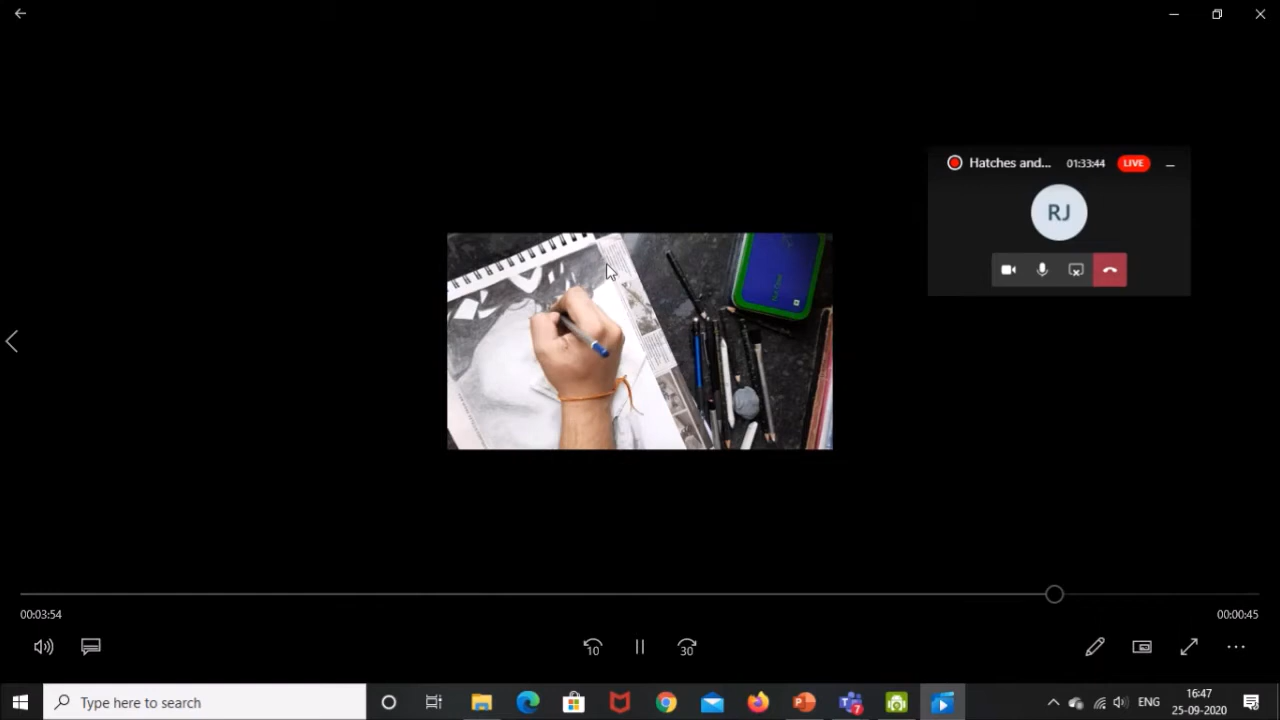 Hatches and... 01:33:44 LIVE
RJ
00:03:54
00:00:45
10
30
Type here to search
7
ENG
16:47
25-09-2020